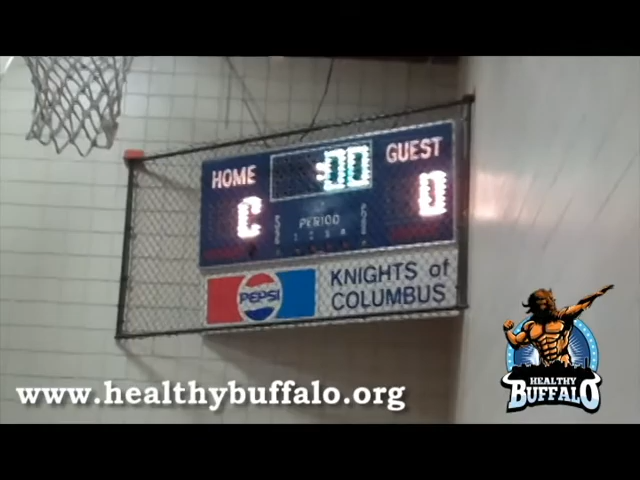 HOME
:00
GUEST
C
0
PERIOD
PEPSI
KNIGHTS of
COLUMBUS
www.healthybuffalo.org
HEALTHY
BUFFALO